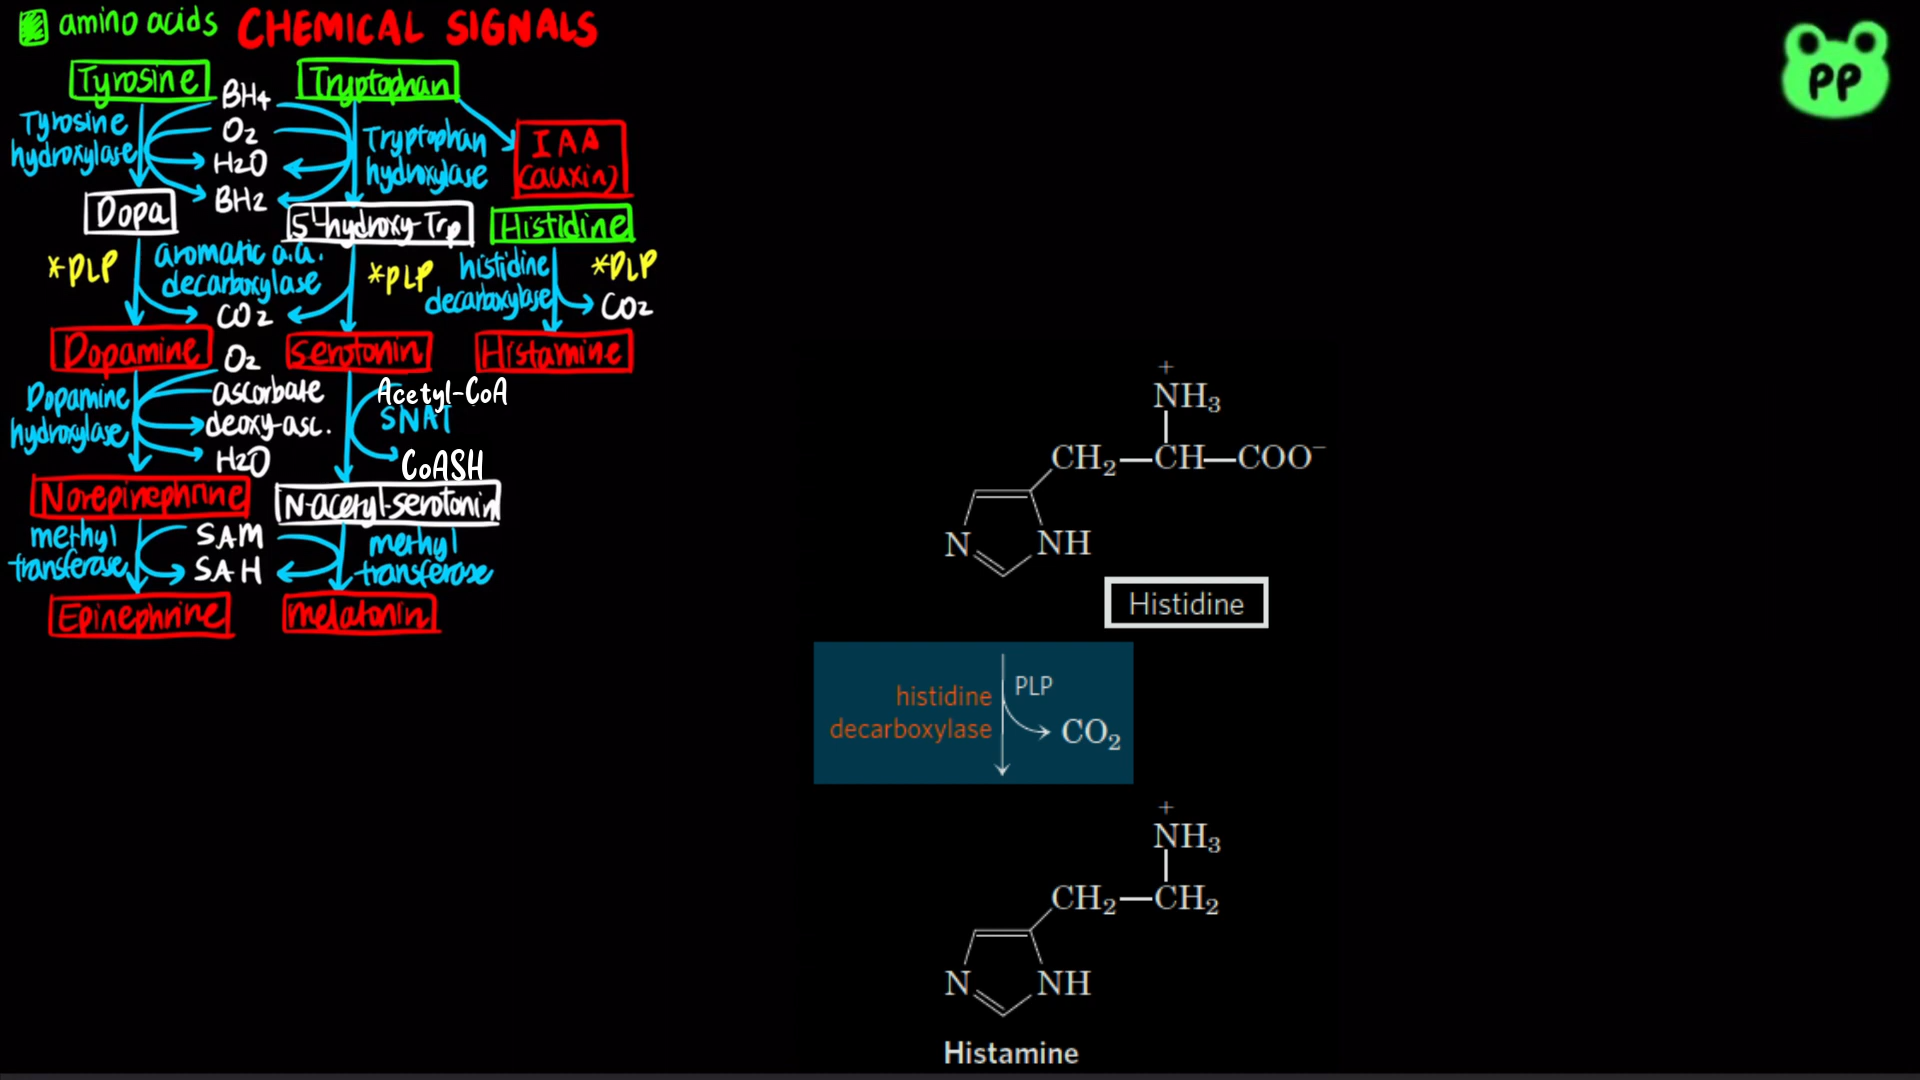 amino acids CHEMICAL SIGNALS
Tyrosine
Tryptophan
BH4
O2
H2O
BH2
Tyrosine
hydroxylase
Tryptophan
hydroxylase
IAA
(auxin)
Dopa
5-hydroxy-Trp
Histidine
*PLP
aromatic a.a.
decarboxylase
*PLP
CO2
histidine
decarboxylase
*PLP
CO2
Dopamine
Serotonin
Histamine
O2
ascorbate
deoxy-asc.
H2O
Dopamine
hydroxylase
Acetyl-CoA
SNAT
CoASH
Norepinephrine
N-acetyl-serotonin
methyl
transferase
SAM
SAH
methyl
transferase
Epinephrine
melatonin
PP
+
NH3
CH2—CH—COO−
N
NH
Histidine
histidine
decarboxylase
PLP
CO2
+
NH3
CH2—CH2
N
NH
Histamine